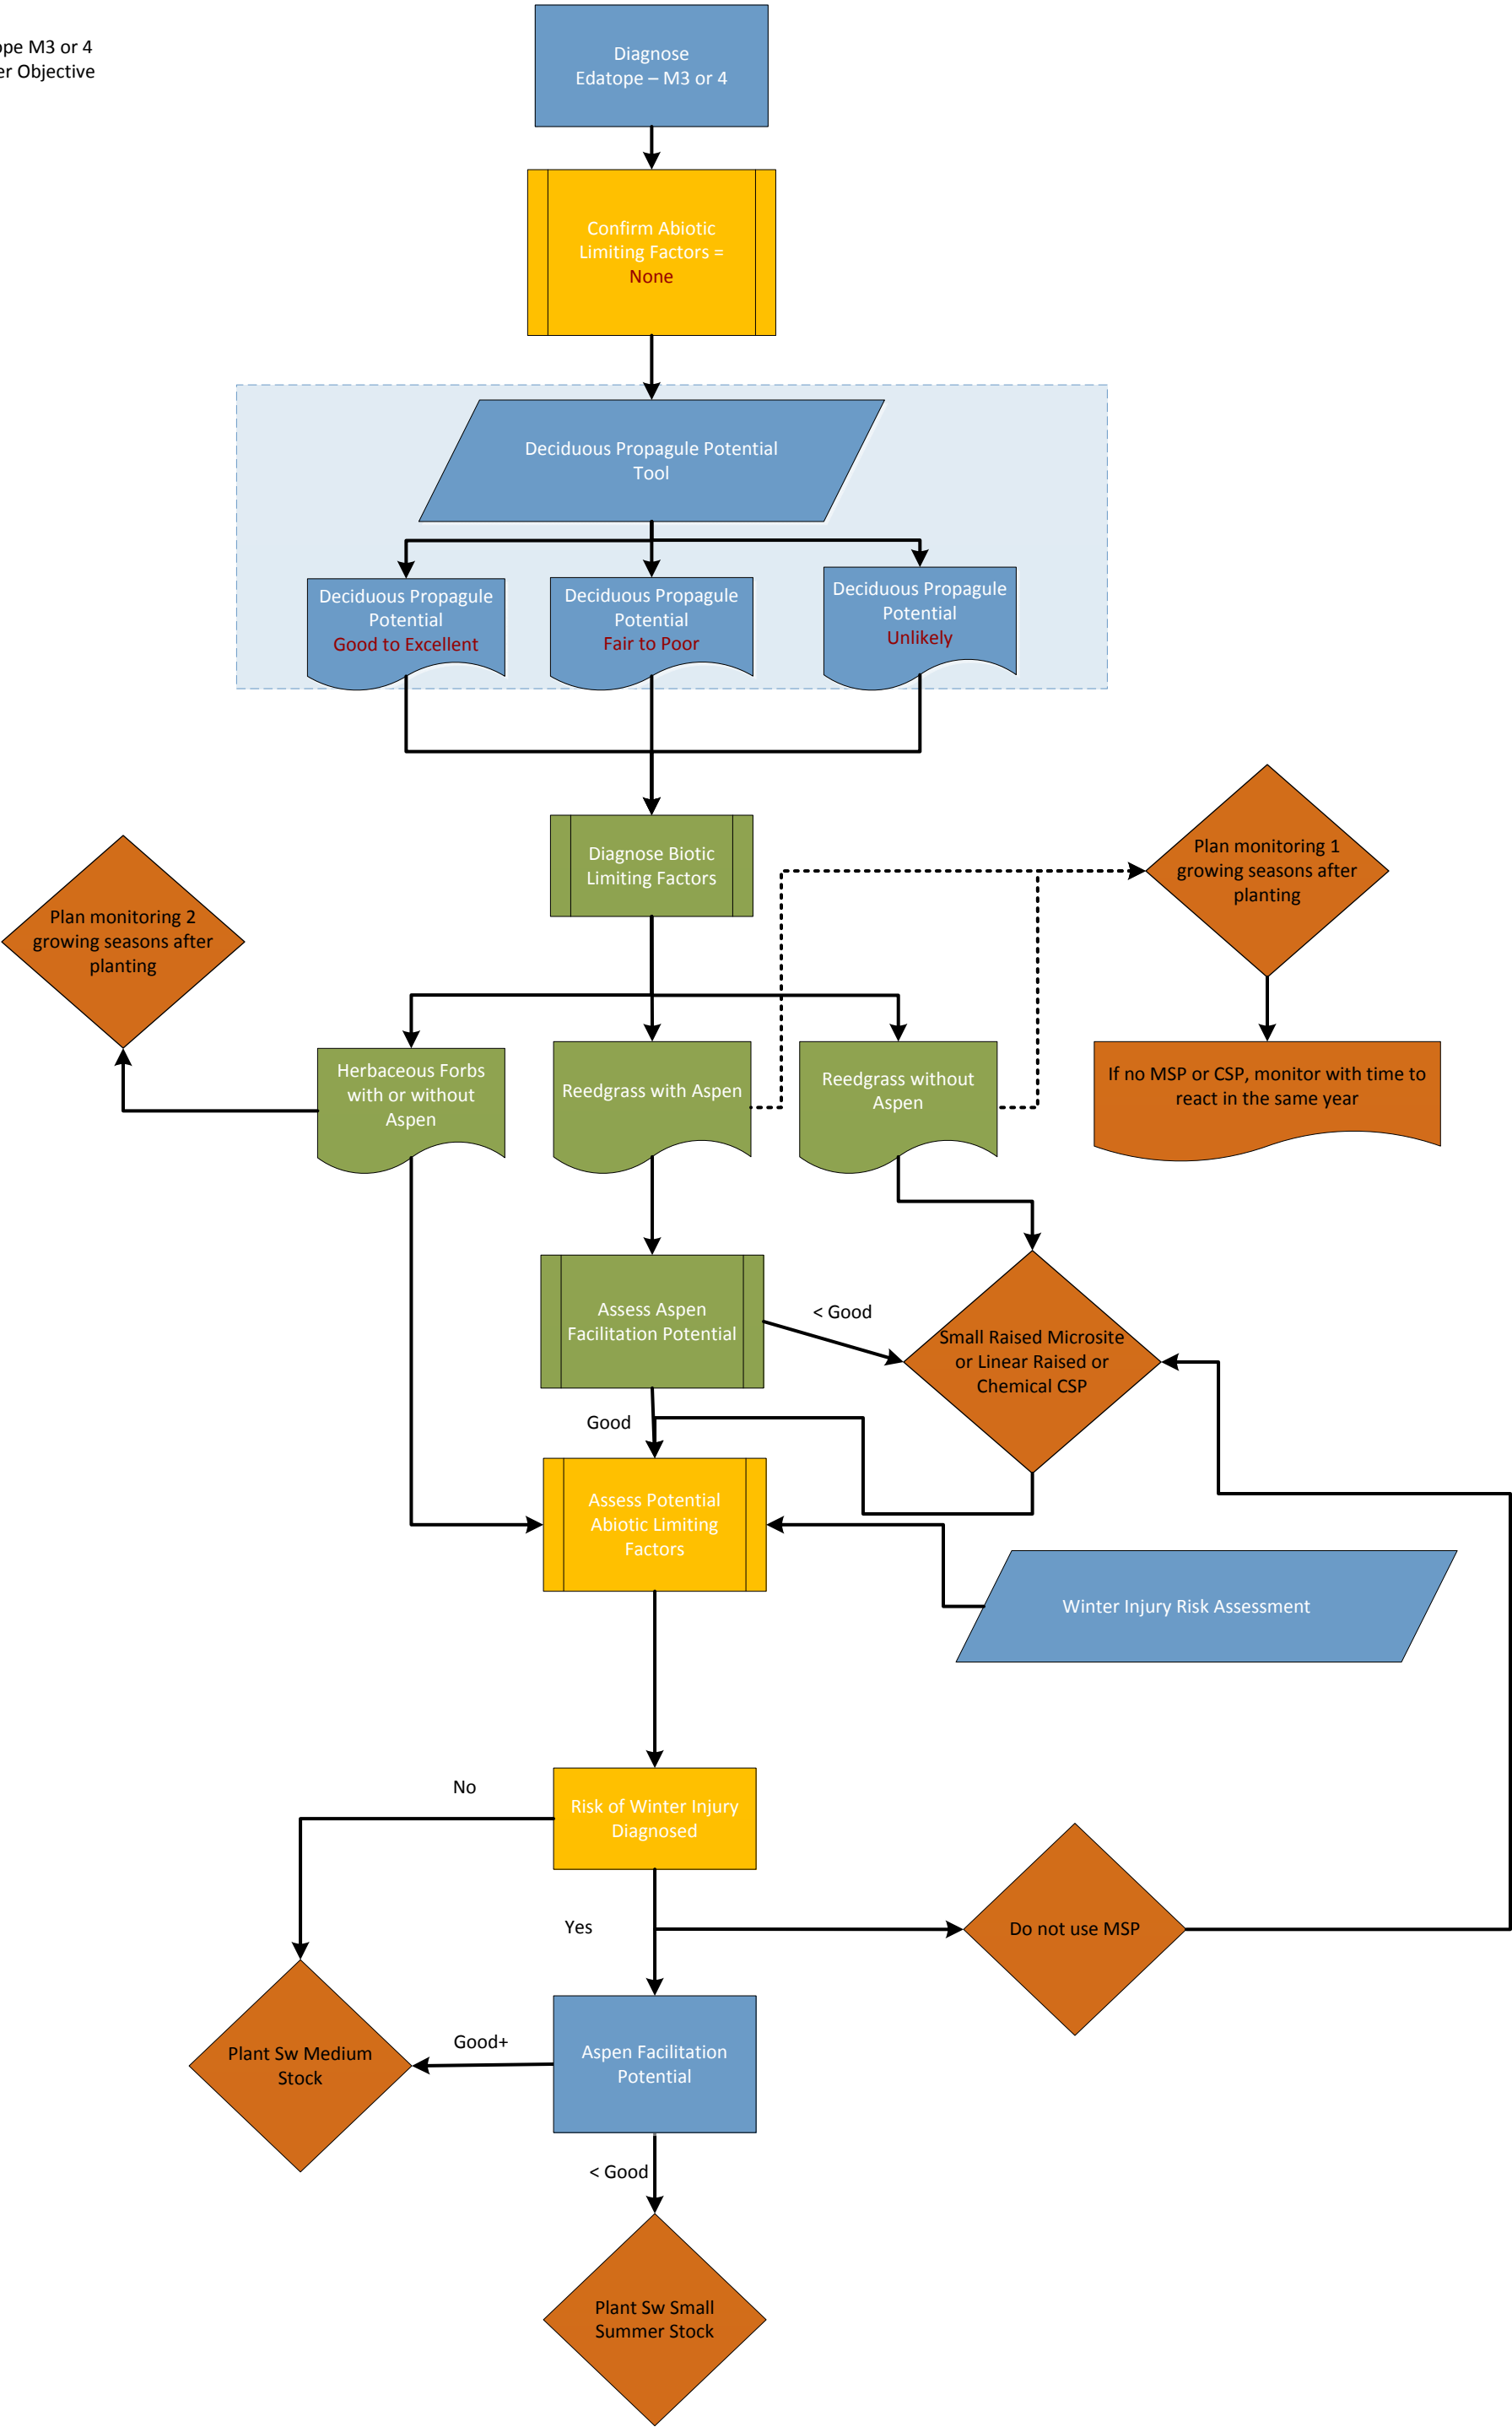 M3 or 4
Objective
Diagnose
Edatope – M3 or 4
Confirm Abiotic
Limiting Factors =
None
Deciduous Propagule Potential
Tool
Deciduous Propagule
Potential
Good to Excellent
Deciduous Propagule
Potential
Fair to Poor
Deciduous Propagule
Potential
Unlikely
Diagnose Biotic
Limiting Factors
Plan monitoring 1
growing seasons after
planting
Plan monitoring 2
growing seasons after
planting
Herbaceous Forbs
with or without
Aspen
Reedgrass with Aspen
Reedgrass without
Aspen
If no MSP or CSP, monitor with time to
react in the same year
Assess Aspen
Facilitation Potential
< Good
Small Raised Microsite
or Linear Raised or
Chemical CSP
Good
Assess Potential
Abiotic Limiting
Factors
Winter Injury Risk Assessment
No
Risk of Winter Injury
Diagnosed
Yes
Do not use MSP
Plant Sw Medium
Stock
Good+
Aspen Facilitation
Potential
< Good
Plant Sw Small
Summer Stock